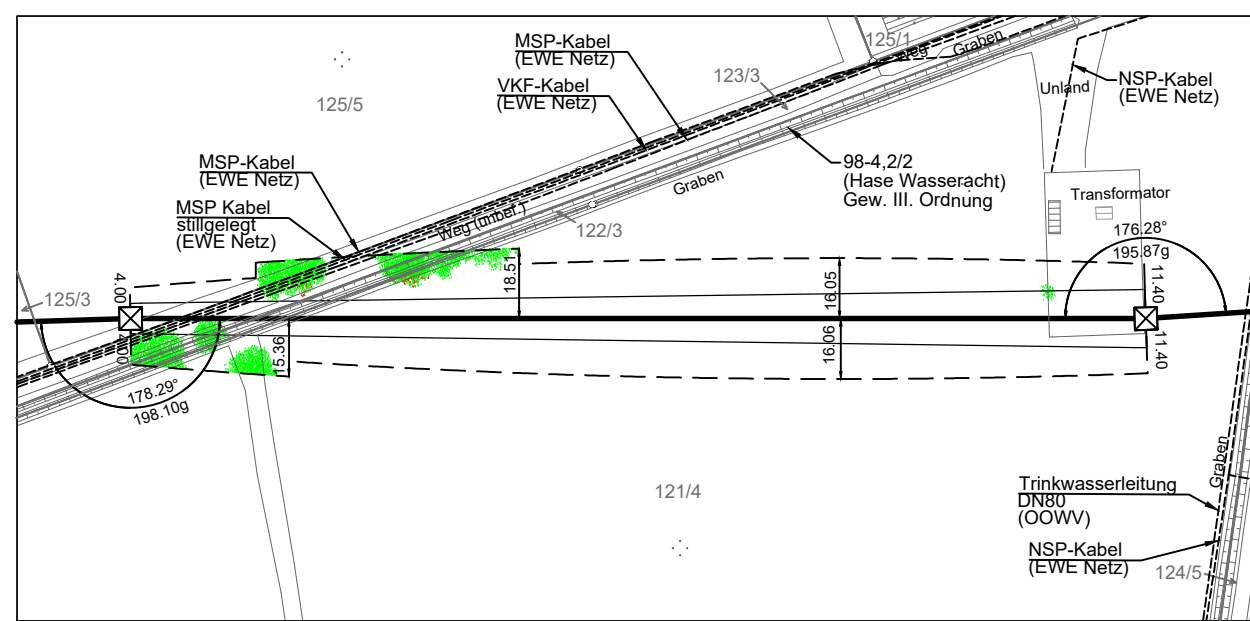 MSP-Kabel
(EWE Netz)
VKF-Kabel
(EWE Netz)
125/5
123/3
125/1
Weg
Graben
Unland
NSP-Kabel
(EWE Netz)
MSP-Kabel
(EWE Netz)
MSP Kabel
stillgelegt
(EWE Netz)
Weg (unbef.)
Graben
122/3
98-4,2/2
(Hase Wasseracht)
Gew. III. Ordnung
Transformator
176.28°
195.87g
125/3
4.00
18.51
16.05
11.40
15.36
16.06
11.40
178.29°
198.10g
121/4
Graben
Trinkwasserleitung
DN80
(OOWV)
NSP-Kabel
(EWE Netz)
124/5